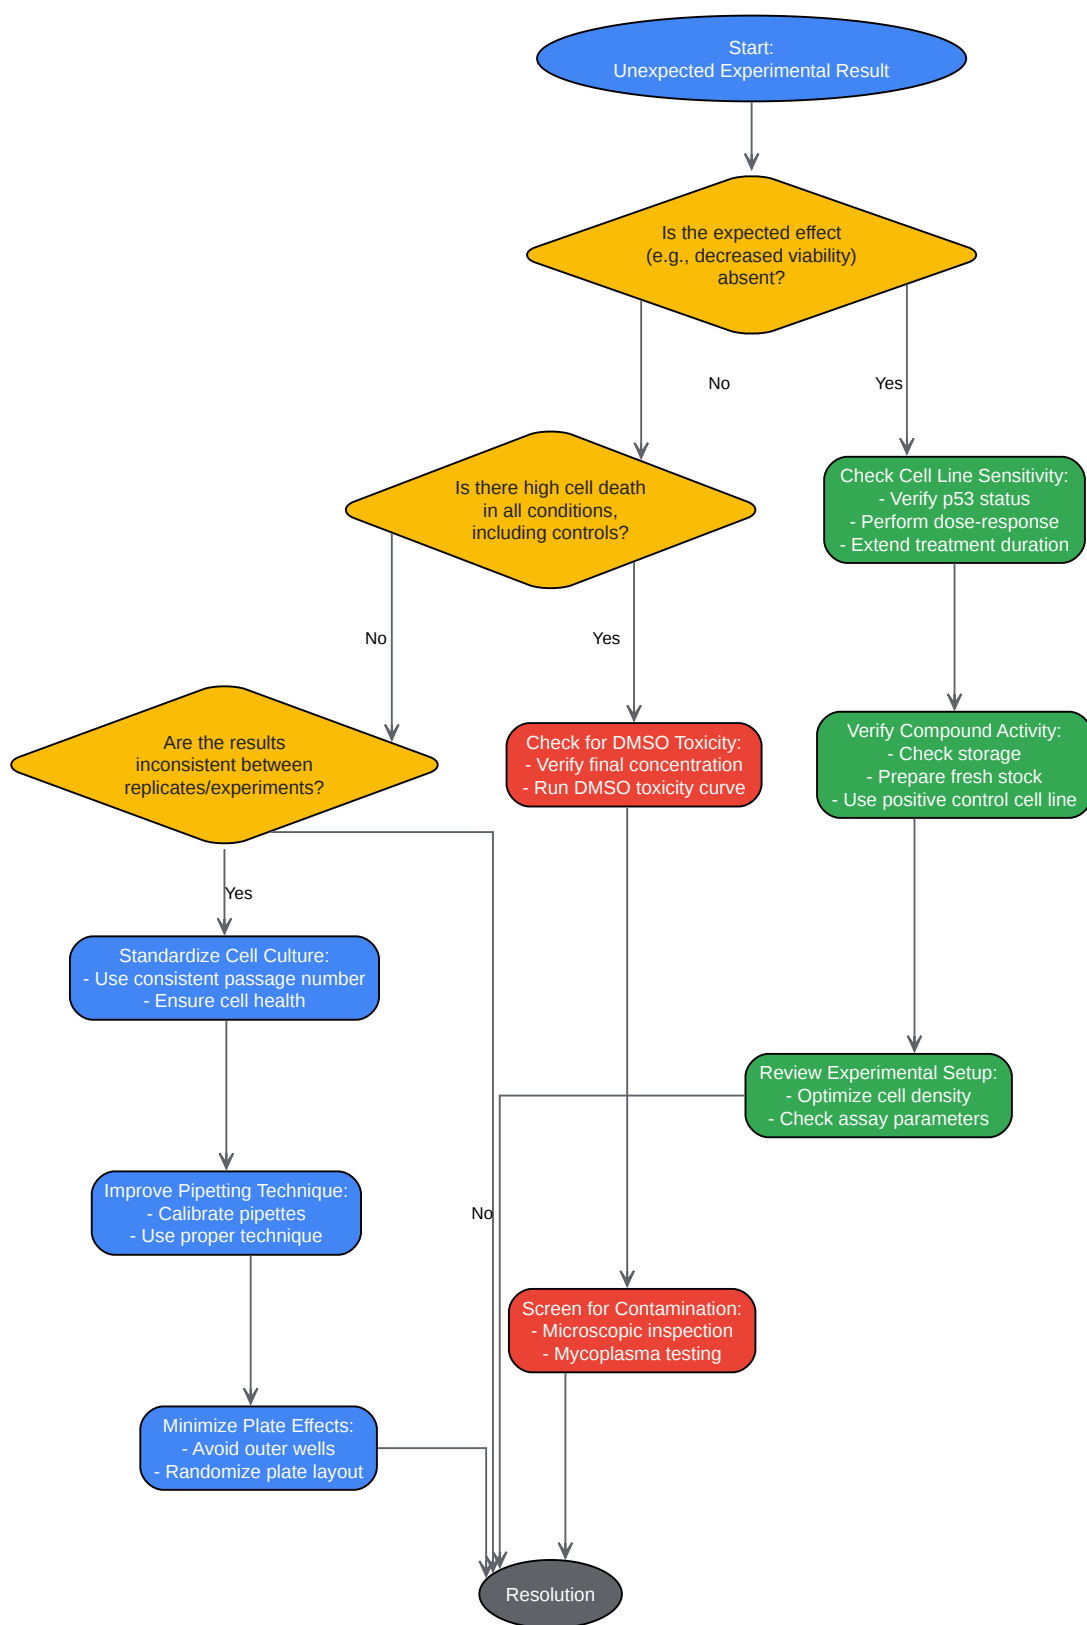 Start:
Unexpected Experimental Result
Is the expected effect
(e.g., decreased viability)
absent?
No
Yes
Is there high cell death
in all conditions,
including controls?
Check Cell Line Sensitivity:
- Verify p53 status
- Perform dose-response
- Extend treatment duration
No
Yes
Are the results
inconsistent between
replicates/experiments?
Check for DMSO Toxicity:
- Verify final concentration
- Run DMSO toxicity curve
Verify Compound Activity:
- Check storage
- Prepare fresh stock
- Use positive control cell line
Yes
Standardize Cell Culture:
- Use consistent passage number
- Ensure cell health
Review Experimental Setup:
- Optimize cell density
- Check assay parameters
Improve Pipetting Technique:
- Calibrate pipettes
- Use proper technique
No
Screen for Contamination:
- Microscopic inspection
- Mycoplasma testing
Minimize Plate Effects:
- Avoid outer wells
- Randomize plate layout
Resolution